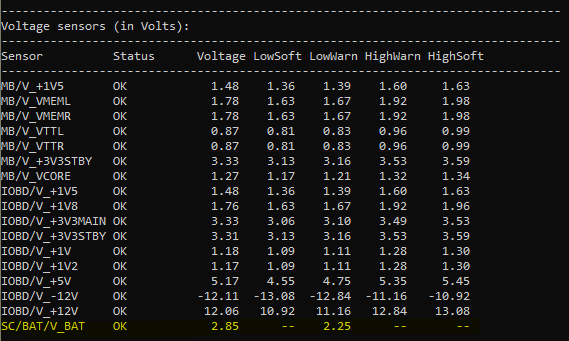 --------------------------------------------------------------------------------
Voltage sensors (in Volts):
--------------------------------------------------------------------------------
Sensor Status Voltage LowSoft LowWarn HighWarn HighSoft
--------------------------------------------------------------------------------
MB/V_+1V5 OK 1.48 1.36 1.39 1.60 1.63
MB/V_VMEML OK 1.78 1.63 1.67 1.92 1.98
MB/V_VMEMR OK 1.78 1.63 1.67 1.92 1.98
MB/V_VTTL OK 0.87 0.81 0.83 0.96 0.99
MB/V_VTTR OK 0.87 0.81 0.83 0.96 0.99
MB/V_+3V3STBY OK 3.33 3.13 3.16 3.53 3.59
MB/V_VCORE OK 1.27 1.17 1.21 1.32 1.34
IOBD/V_+1V5 OK 1.48 1.36 1.39 1.60 1.63
IOBD/V_+1V8 OK 1.76 1.63 1.67 1.92 1.96
IOBD/V_+3V3MAIN OK 3.33 3.06 3.10 3.49 3.53
IOBD/V_+3V3STBY OK 3.31 3.13 3.16 3.53 3.59
IOBD/V_+1V OK 1.18 1.09 1.11 1.28 1.30
IOBD/V_+1V2 OK 1.17 1.09 1.11 1.28 1.30
IOBD/V_+5V OK 5.17 4.55 4.75 5.35 5.45
IOBD/V_-12V OK -12.11 -13.08 -12.84 -11.16 -10.92
IOBD/V_+12V OK 12.06 10.92 11.16 12.84 13.08
SC/BAT/V_BAT OK 2.85 -- 2.25 -- --